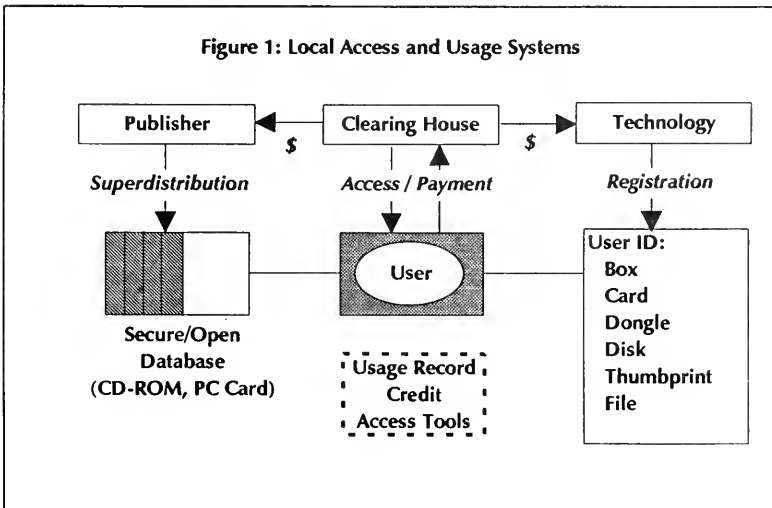 Figure 1: Local Access and Usage Systems
Publisher
Clearing House
Technology
$
$
Superdistribution
Access / Payment
Registration
User
User ID:
Box
Card
Dongle
Disk
Thumbprint
File
Secure/Open
Database
(CD-ROM, PC Card)
Usage Record
Credit
Access Tools